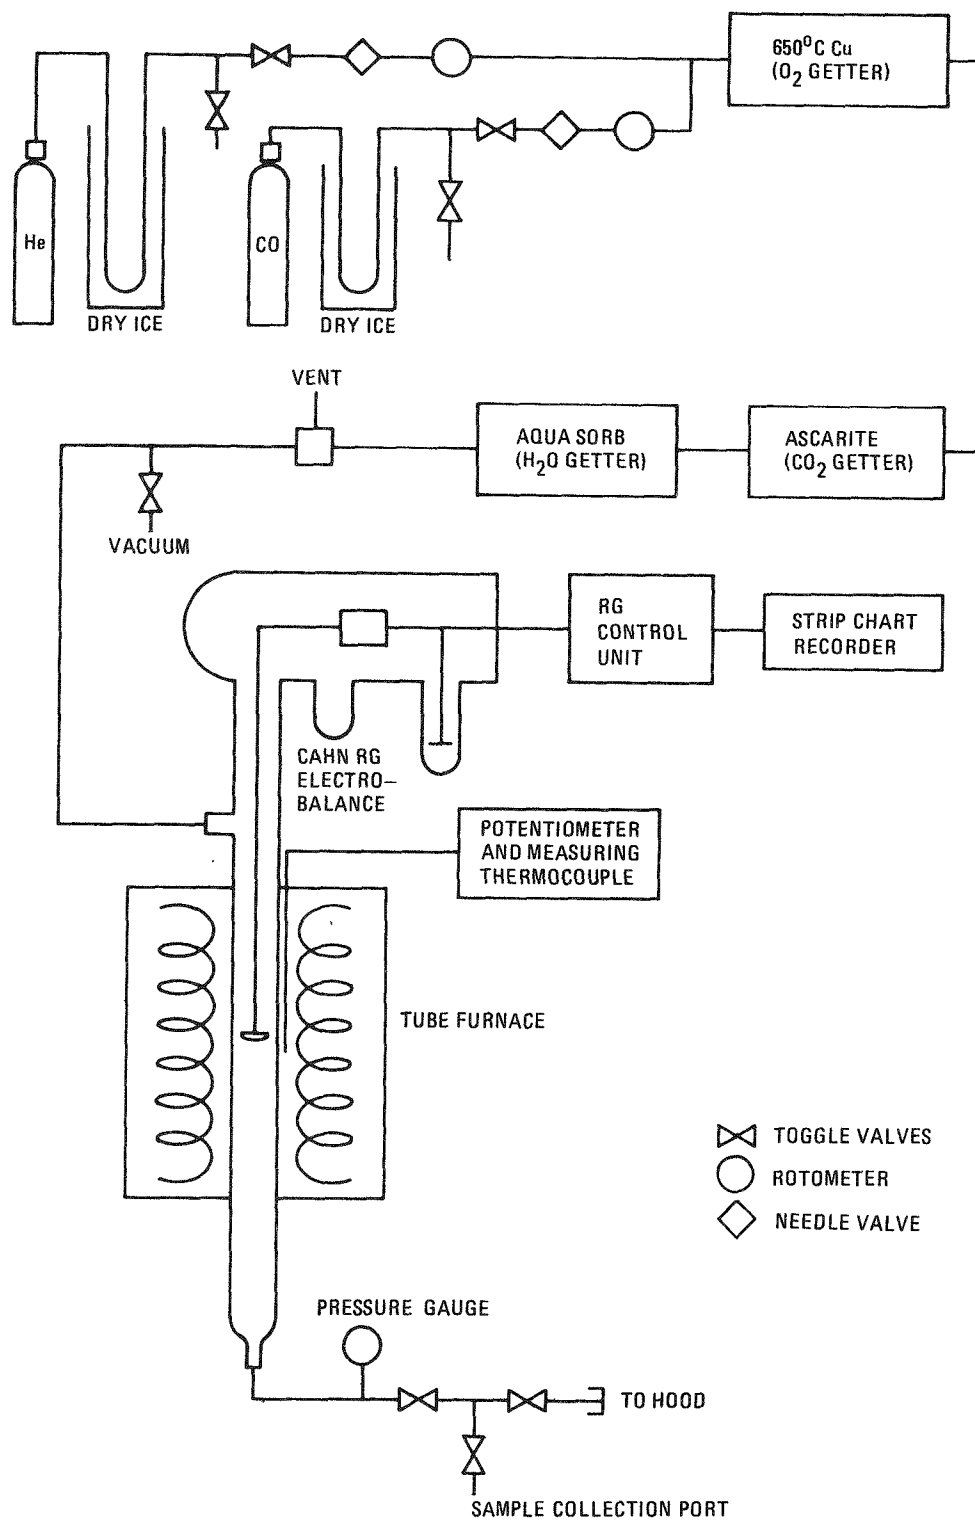 650°C Cu
(O₂ GETTER)
He
CO
DRY ICE
DRY ICE
VENT
AQUA SORB
(H₂O GETTER)
ASCARITE
(CO₂ GETTER)
VACUUM
RG
CONTROL
UNIT
STRIP CHART
RECORDER
CAHN RG
ELECTRO–
BALANCE
POTENTIOMETER
AND MEASURING
THERMOCOUPLE
TUBE FURNACE
TOGGLE VALVES
ROTOMETER
NEEDLE VALVE
PRESSURE GAUGE
TO HOOD
SAMPLE COLLECTION PORT